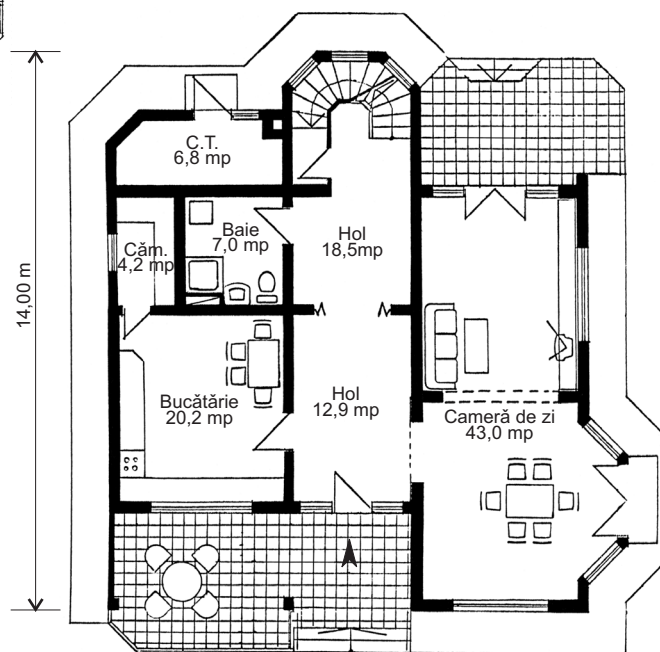 C.T.
6,8 mp
Baie
7,0 mp
Hol
18,5mp
Căm.
4,2 mp
14,00 m
Bucătărie
20,2 mp
Hol
12,9 mp
Cameră de zi
43,0 mp